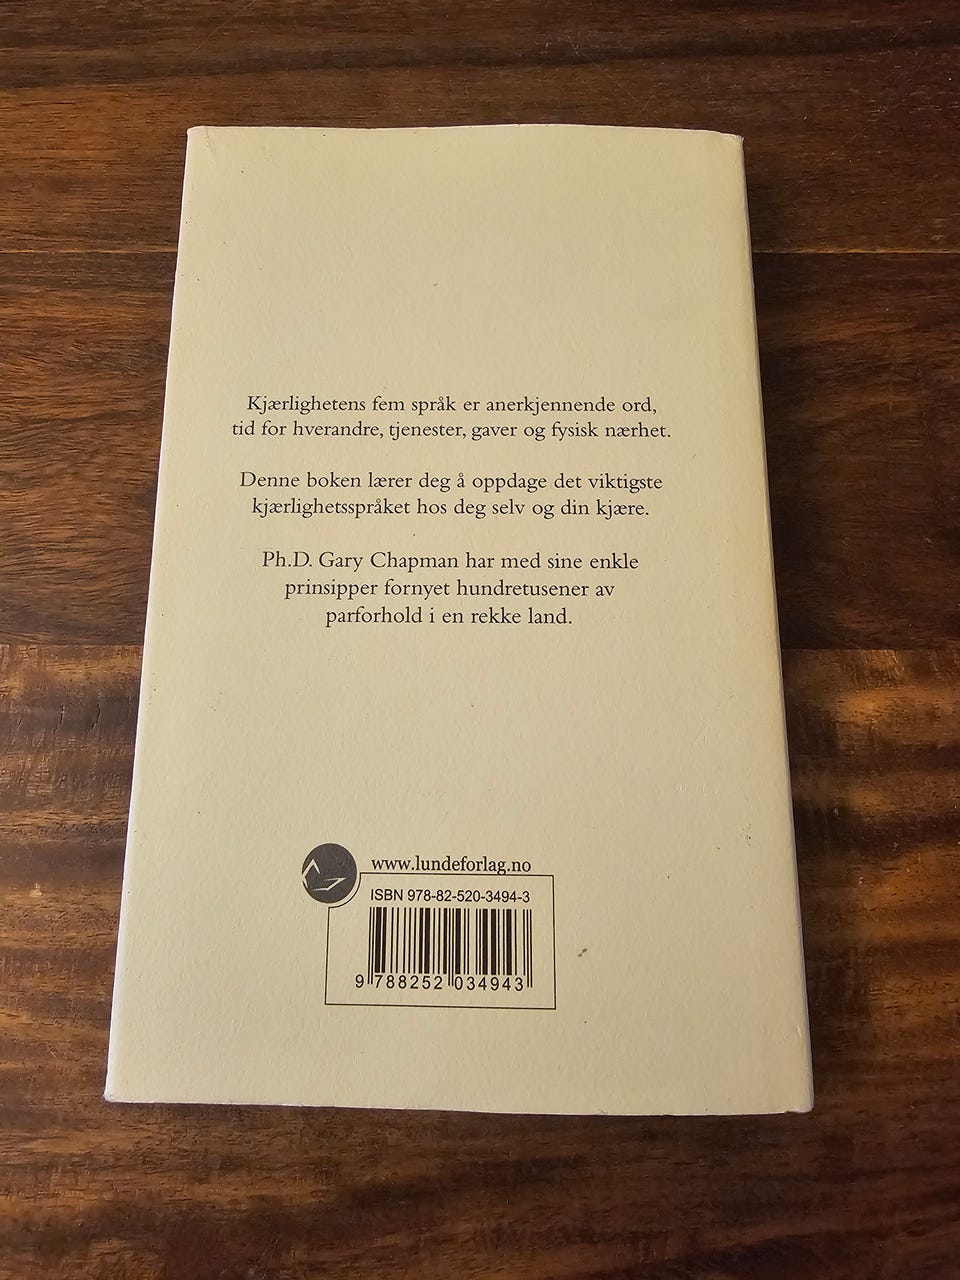 Kjærlighetens fem språk er anerkjennende ord,
tid for hverandre, tjenester, gaver og fysisk nærhet.
Denne boken lærer deg å oppdage det viktigste
kjærlighetsspråket hos deg selv og din kjære.
Ph.D. Gary Chapman har med sine enkle
prinsipper fornyet hundretusener av
parforhold i en rekke land.
www.lundeforlag.no
ISBN 978-82-520-3494-3
9 788252 034943